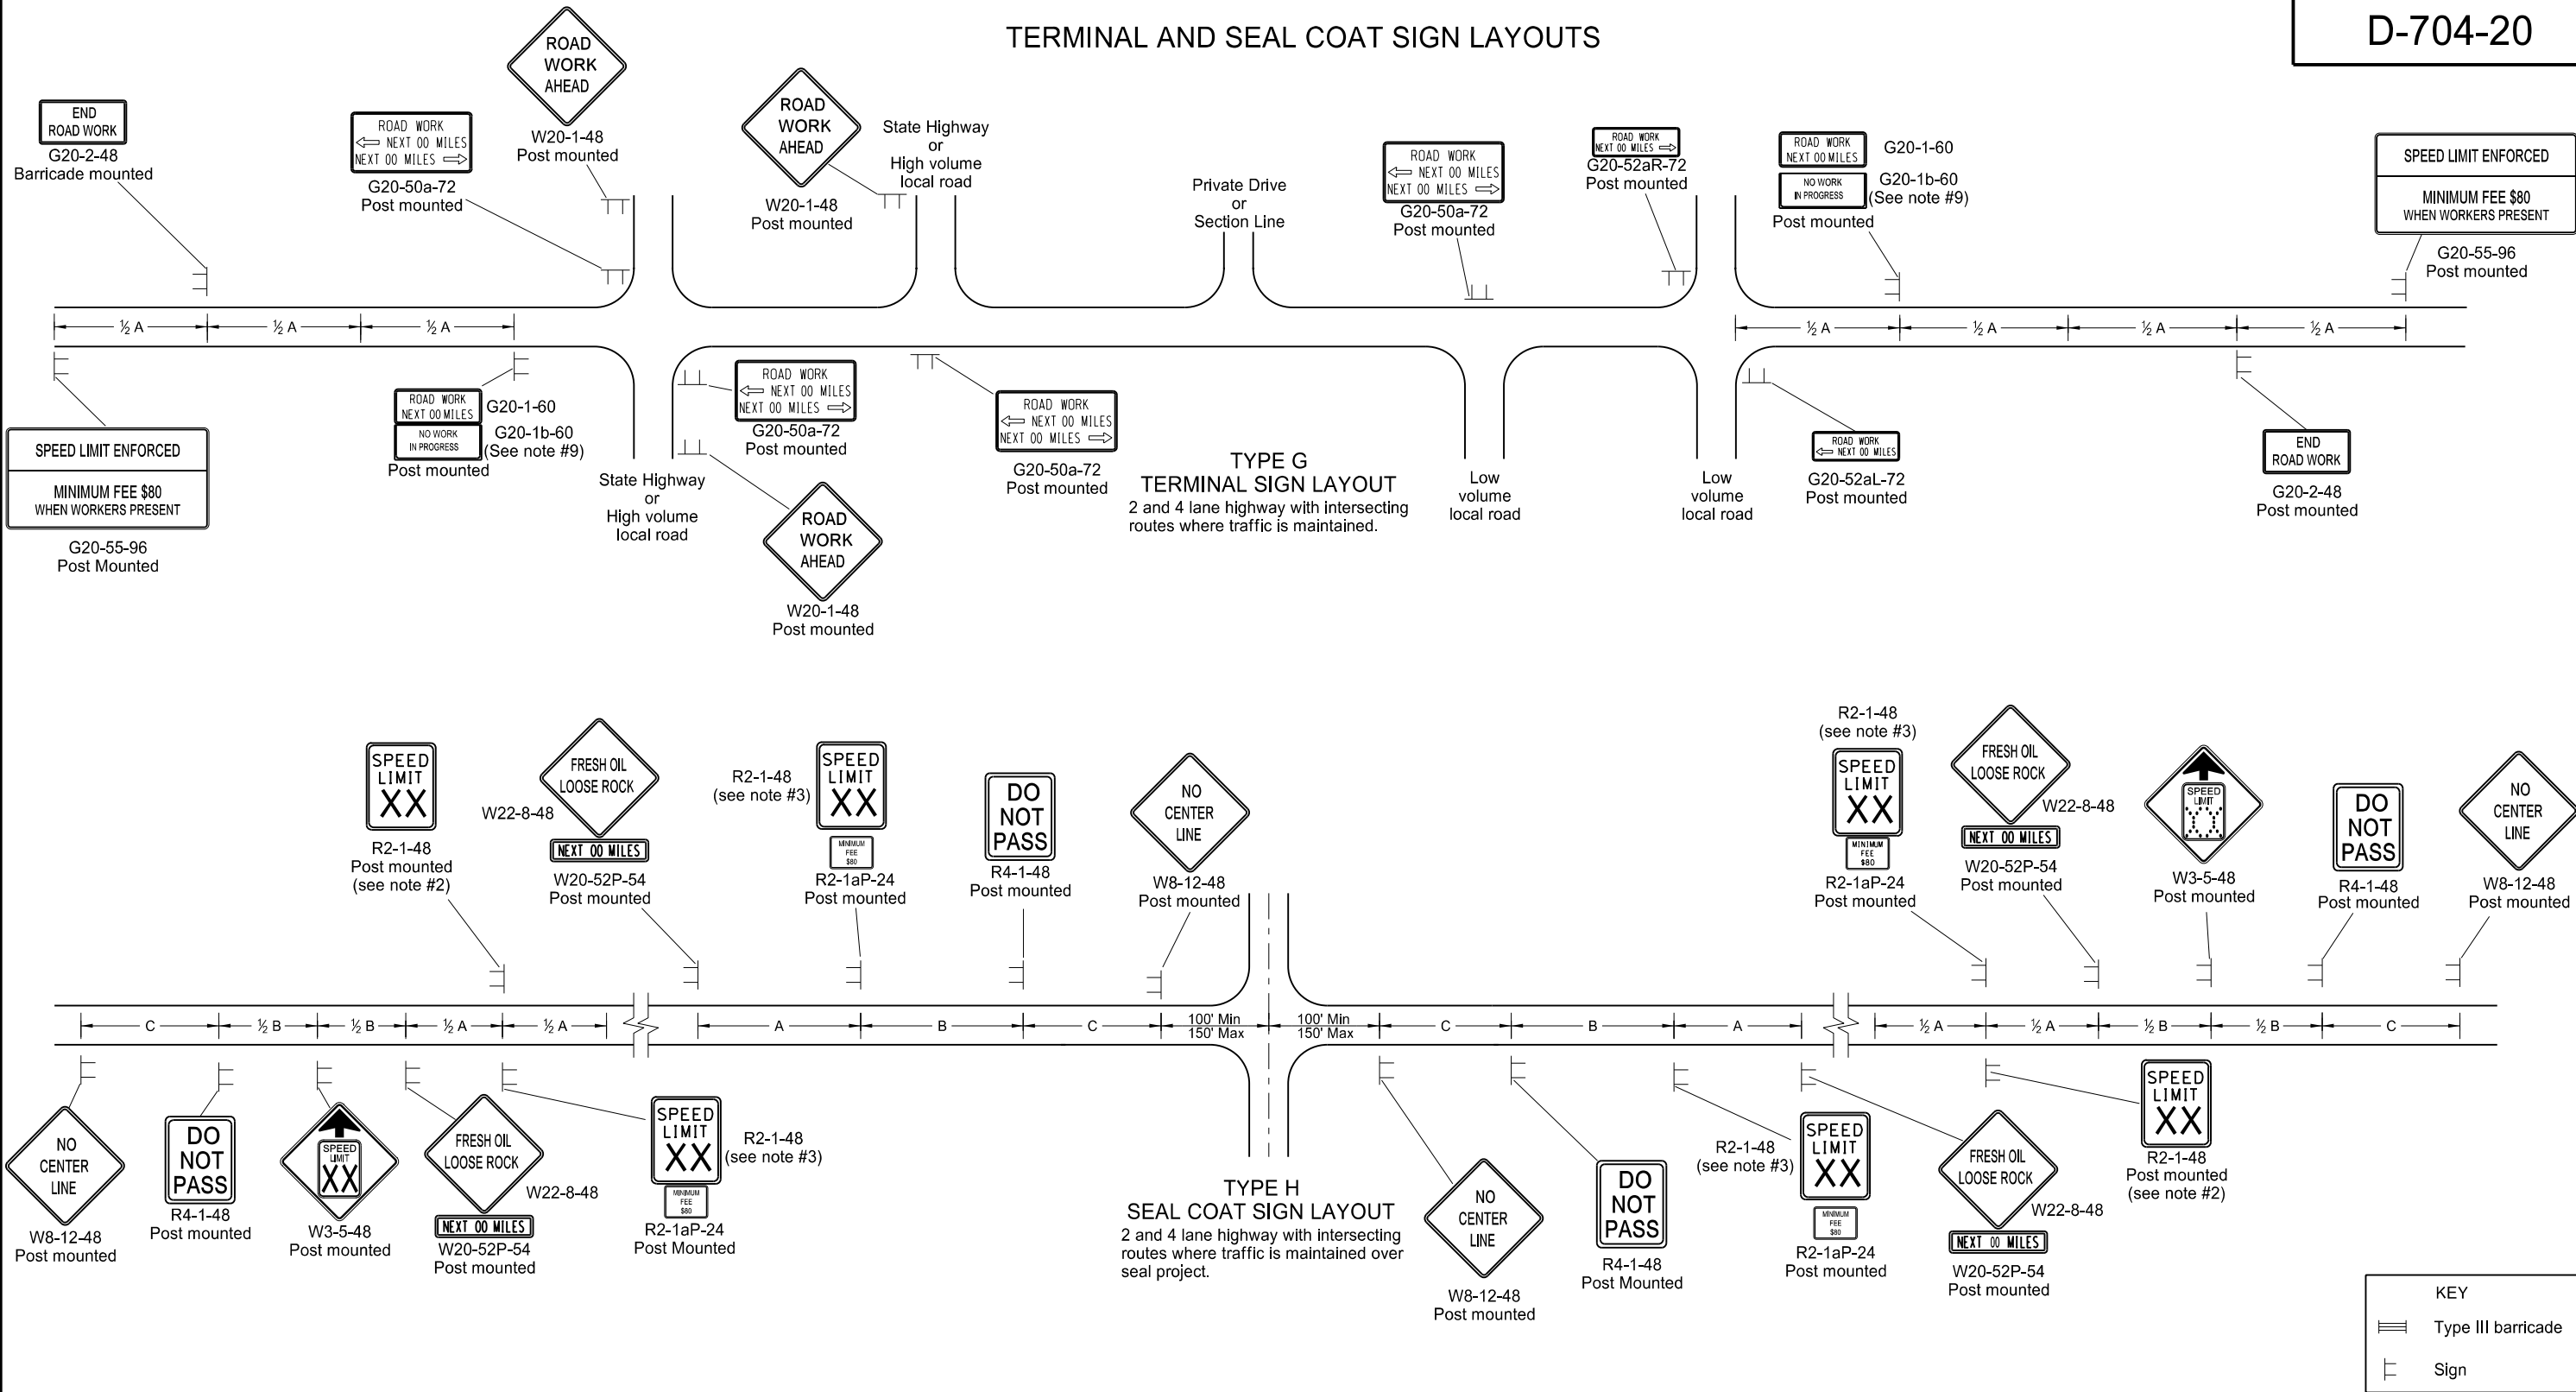 TERMINAL AND SEAL COAT SIGN LAYOUTS
D-704-20
END
ROAD WORK
G20-2-48
Barricade mounted
ROAD WORK
NEXT 00 MILES
NEXT 00 MILES
G20-50a-72
Post mounted
ROAD
WORK
AHEAD
W20-1-48
Post mounted
ROAD
WORK
AHEAD
W20-1-48
Post mounted
State Highway
or
High volume
local road
Private Drive
or
Section Line
ROAD WORK
NEXT 00 MILES
NEXT 00 MILES
G20-50a-72
Post mounted
ROAD WORK
NEXT 00 MILES
G20-52aR-72
Post mounted
ROAD WORK
NEXT 00 MILES
G20-1-60
NO WORK
IN PROGRESS
G20-1b-60
(See note #9)
Post mounted
SPEED LIMIT ENFORCED
MINIMUM FEE $80
WHEN WORKERS PRESENT
G20-55-96
Post mounted
½ A
½ A
½ A
½ A
½ A
½ A
½ A
SPEED LIMIT ENFORCED
MINIMUM FEE $80
WHEN WORKERS PRESENT
G20-55-96
Post Mounted
ROAD WORK
NEXT 00 MILES
G20-1-60
NO WORK
IN PROGRESS
G20-1b-60
(See note #9)
Post mounted
State Highway
or
High volume
local road
ROAD WORK
NEXT 00 MILES
NEXT 00 MILES
G20-50a-72
Post mounted
ROAD
WORK
AHEAD
W20-1-48
Post mounted
ROAD WORK
NEXT 00 MILES
NEXT 00 MILES
G20-50a-72
Post mounted
TYPE G
TERMINAL SIGN LAYOUT
2 and 4 lane highway with intersecting
routes where traffic is maintained.
Low
volume
local road
Low
volume
local road
ROAD WORK
NEXT 00 MILES
G20-52aL-72
Post mounted
END
ROAD WORK
G20-2-48
Post mounted
SPEED
LIMIT
XX
R2-1-48
Post mounted
(see note #2)
FRESH OIL
LOOSE ROCK
W22-8-48
NEXT 00 MILES
W20-52P-54
Post mounted
R2-1-48
(see note #3)
SPEED
LIMIT
XX
MINIMUM
FEE
$80
R2-1aP-24
Post mounted
DO
NOT
PASS
R4-1-48
Post mounted
NO
CENTER
LINE
W8-12-48
Post mounted
R2-1-48
(see note #3)
SPEED
LIMIT
XX
MINIMUM
FEE
$80
R2-1aP-24
Post mounted
FRESH OIL
LOOSE ROCK
W22-8-48
NEXT 00 MILES
W20-52P-54
Post mounted
SPEED
LIMIT
XX
W3-5-48
Post mounted
DO
NOT
PASS
R4-1-48
Post mounted
NO
CENTER
LINE
W8-12-48
Post mounted
C
½ B
½ B
½ A
½ A
A
B
C
100' Min
150' Max
100' Min
150' Max
C
B
A
½ A
½ A
½ B
½ B
C
NO
CENTER
LINE
W8-12-48
Post mounted
DO
NOT
PASS
R4-1-48
Post mounted
SPEED
LIMIT
XX
W3-5-48
Post mounted
FRESH OIL
LOOSE ROCK
W22-8-48
NEXT 00 MILES
W20-52P-54
Post mounted
SPEED
LIMIT
XX
R2-1-48
(see note #3)
MINIMUM
FEE
$80
R2-1aP-24
Post Mounted
TYPE H
SEAL COAT SIGN LAYOUT
2 and 4 lane highway with intersecting
routes where traffic is maintained over
seal project.
NO
CENTER
LINE
W8-12-48
Post mounted
DO
NOT
PASS
R4-1-48
Post Mounted
R2-1-48
(see note #3)
SPEED
LIMIT
XX
MINIMUM
FEE
$80
R2-1aP-24
Post mounted
FRESH OIL
LOOSE ROCK
W22-8-48
NEXT 00 MILES
W20-52P-54
Post mounted
SPEED
LIMIT
XX
R2-1-48
Post mounted
(see note #2)
KEY
Type III barricade
Sign